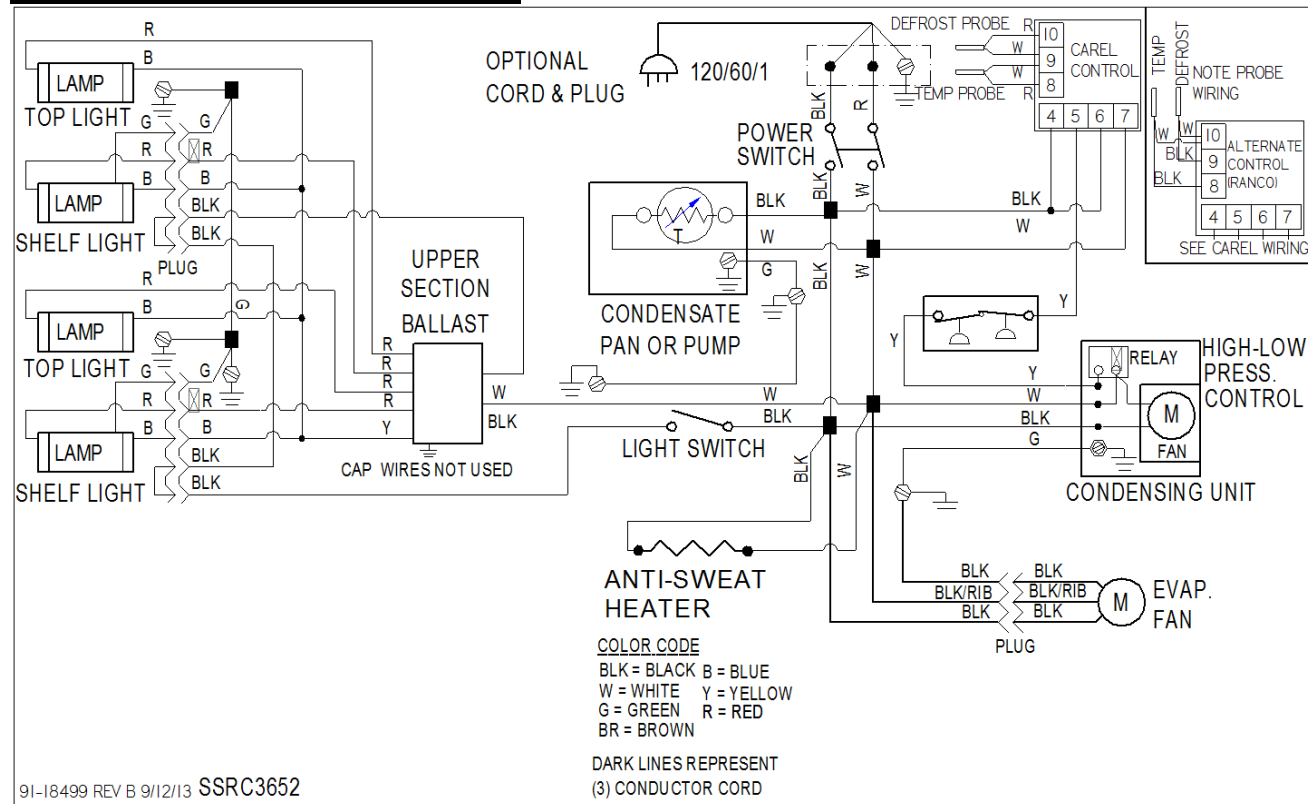 R
B
LAMP
TOP LIGHT
G
G
R
R
B
B
LAMP
BLK
SHELF LIGHT
BLK
PLUG
R
B
G
LAMP
TOP LIGHT
G
G
R
R
B
B
LAMP
BLK
SHELF LIGHT
BLK
UPPER
SECTION
BALLAST
R
R
R
R
Y
W
BLK
CAP WIRES NOT USED
OPTIONAL
CORD & PLUG
120/60/1
BLK
R
POWER
SWITCH
BLK
W
BLK
T
W
G
BLK
W
CONDENSATE
PAN OR PUMP
DEFROST PROBE
R
W
W
TEMP PROBE
R
10
9
8
CAREL
CONTROL
4
5
6
7
BLK
W
TEMP
DEFROST
NOTE PROBE
WIRING
W
W
BLK
BLK
10
9
8
ALTERNATE
CONTROL
(RANCO)
4
5
6
7
SEE CAREL WIRING
Y
Y
HIGH-LOW
PRESS.
CONTROL
RELAY
Y
W
W
BLK
BLK
G
M
FAN
CONDENSING UNIT
LIGHT SWITCH
BLK
W
ANTI-SWEAT
HEATER
BLK
BLK
BLK/RIB
BLK/RIB
BLK
BLK
PLUG
M
EVAP.
FAN
COLOR CODE
BLK = BLACK B = BLUE
W = WHITE Y = YELLOW
G = GREEN R = RED
BR = BROWN
DARK LINES REPRESENT
(3) CONDUCTOR CORD
91-18499 REV B 9/12/13 SSRC3652